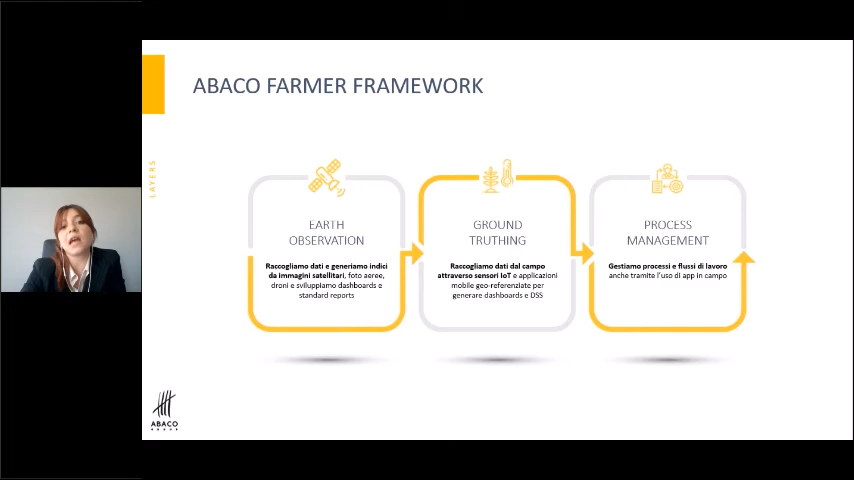 ABACO FARMER FRAMEWORK
LAYERS
EARTH
OBSERVATION
Raccogliamo dati e generiamo indici
da immagini satellitari, foto aeree,
droni e sviluppiamo dashboards e
standard reports
GROUND
TRUTHING
Raccogliamo dati dal campo
attraverso sensori IoT e applicazioni
mobile geo-referenziate per
generare dashboards e DSS
PROCESS
MANAGEMENT
Gestiamo processi e flussi di lavoro
anche tramite l'uso di app in campo
ABACO
GROUP